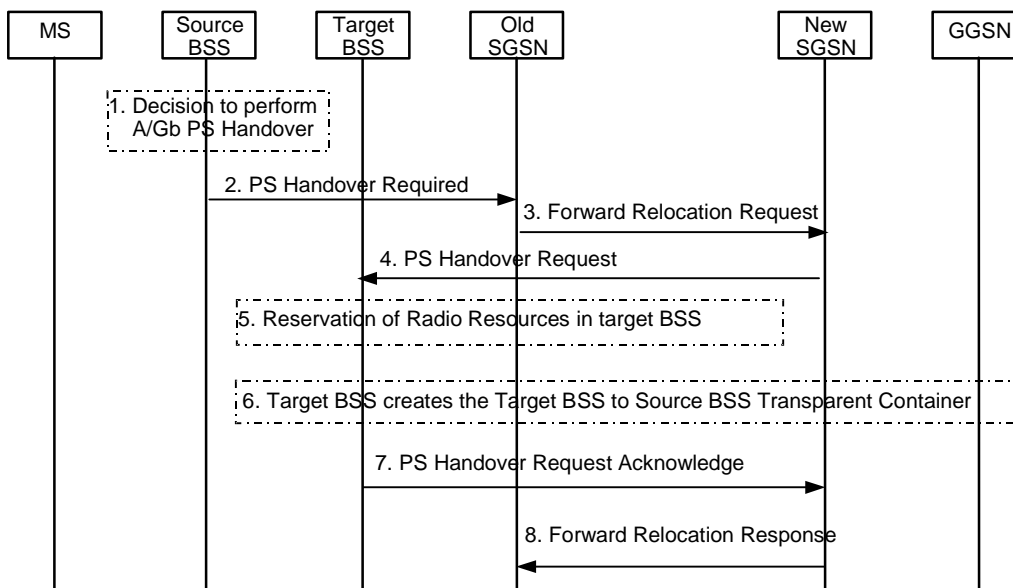 MS
Source
BSS
Target
BSS
Old
SGSN
New
SGSN
GGSN
1. Decision to perform
A/Gb PS Handover
2. PS Handover Required
3. Forward Relocation Request
4. PS Handover Request
5. Reservation of Radio Resources in target BSS
6. Target BSS creates the Target BSS to Source BSS Transparent Container
7. PS Handover Request Acknowledge
8. Forward Relocation Response